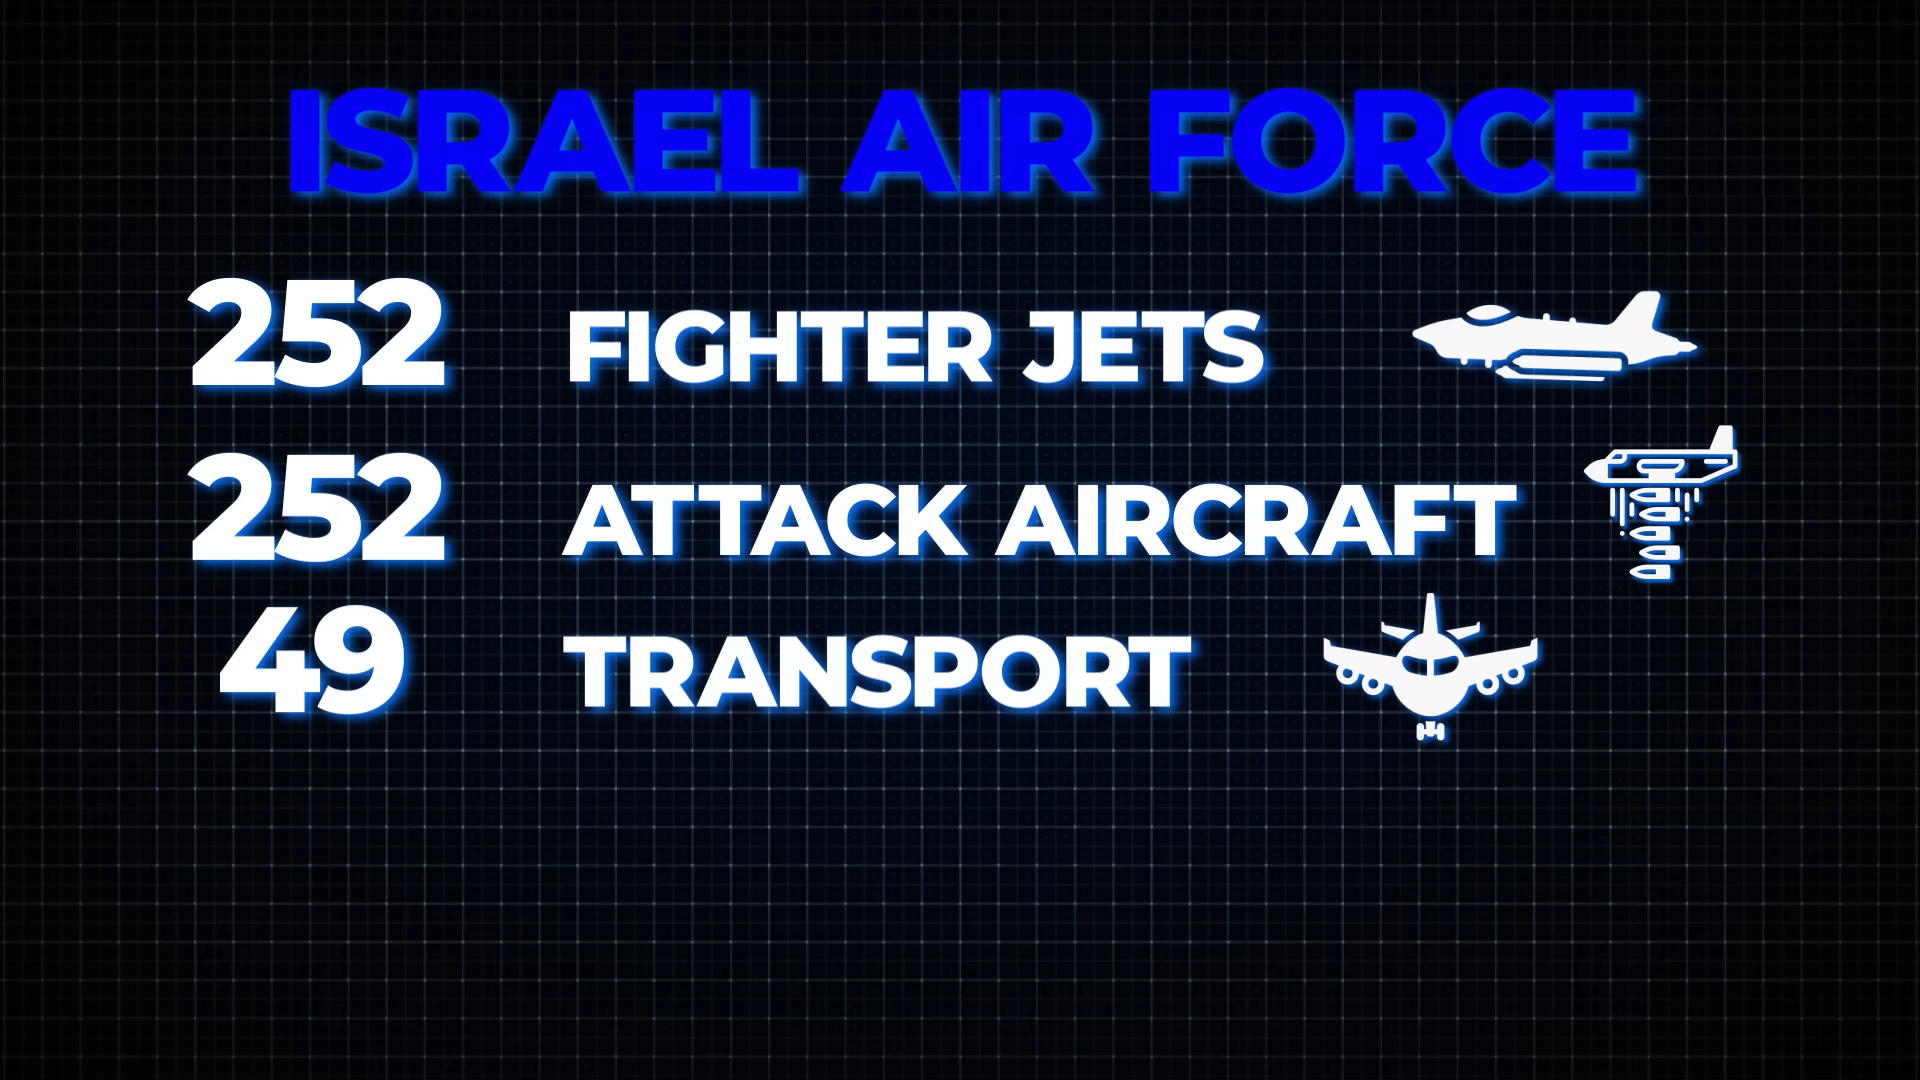 ISRAEL AIR FORCE
252 FIGHTER JETS
252 ATTACK AIRCRAFT
49 TRANSPORT